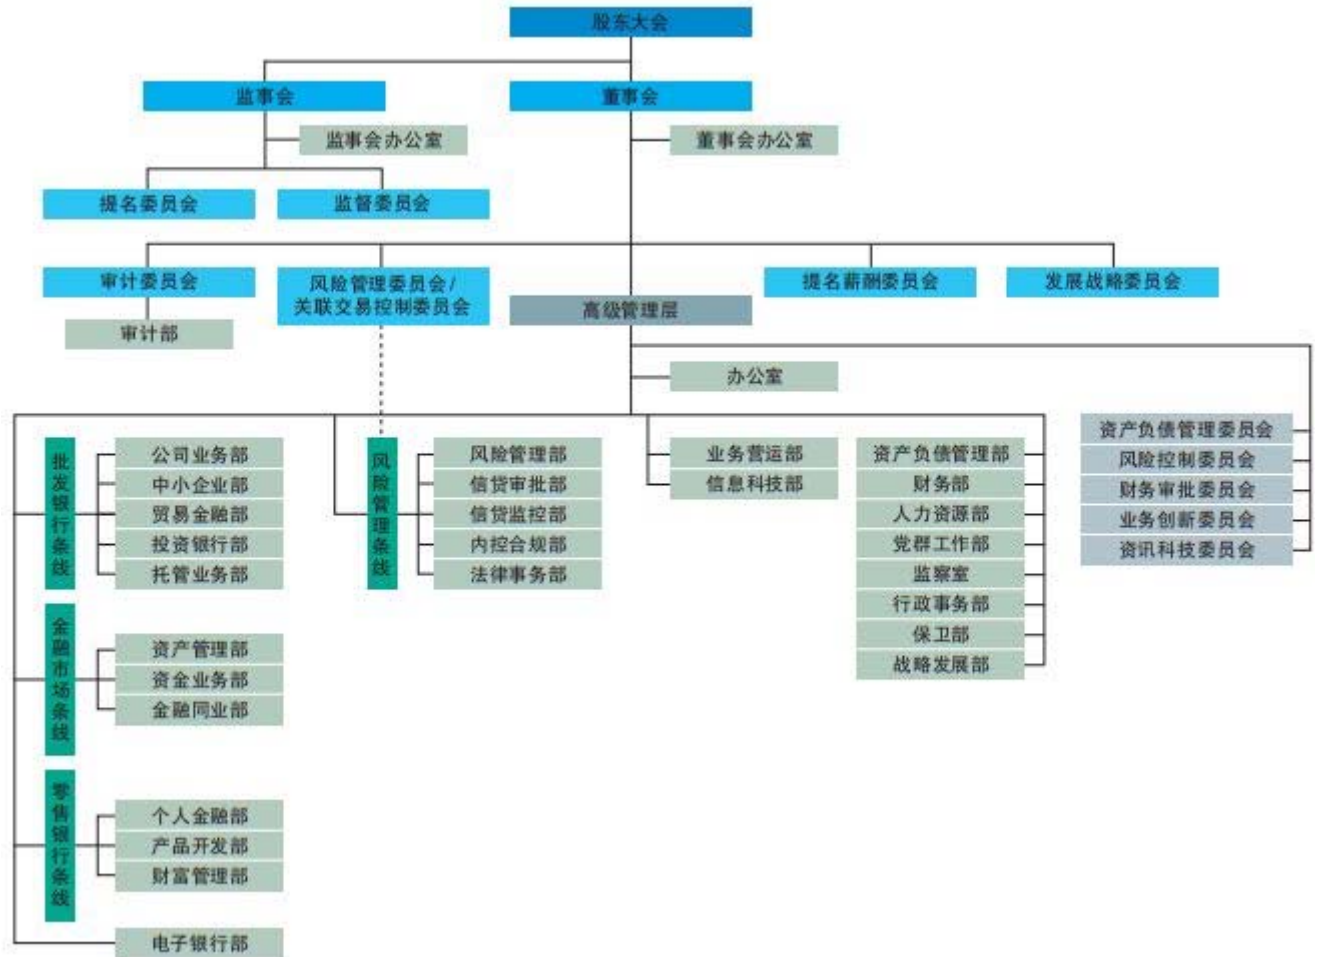 股东大会
监事会
董事会
监事会办公室
董事会办公室
提名委员会
监督委员会
审计委员会
风险管理委员会/
关联交易控制委员会
提名薪酬委员会
发展战略委员会
高级管理层
审计部
办公室
批发银行条线
公司业务部
中小企业部
贸易金融部
投资银行部
托管业务部
风险管理条线
风险管理部
信贷审批部
信贷监控部
内控合规部
法律事务部
业务营运部
信息科技部
资产负债管理部
财务部
人力资源部
党群工作部
监察室
行政事务部
保卫部
战略发展部
资产负债管理委员会
风险控制委员会
财务审批委员会
业务创新委员会
资讯科技委员会
金融市场条线
资产管理部
资金业务部
金融同业部
零售银行条线
个人金融部
产品开发部
财富管理部
电子银行部